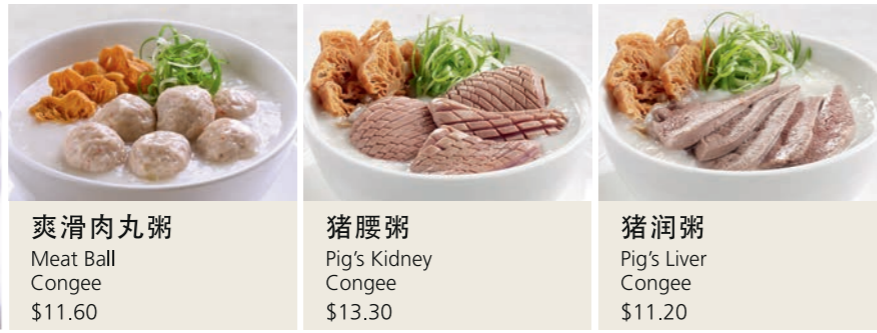 爽滑肉丸粥
Meat Ball
Congee
$11.60
猪腰粥
Pig's Kidney
Congee
$13.30
猪润粥
Pig's Liver
Congee
$11.20